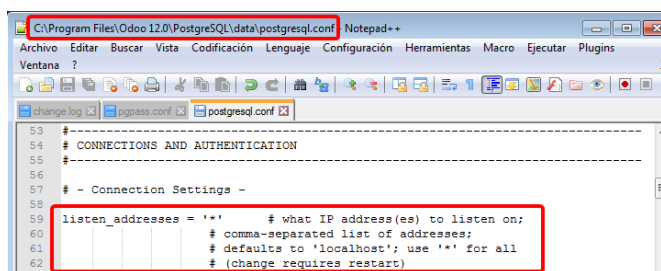 C:\Program Files\Odoo 12.0\PostgreSQL\data\postgresql.conf - Notepad++
Archivo Editar Buscar Vista Codificación Lenguaje Configuración Herramientas Macro Ejecutar Plugins
Ventana ?
change.log pgpass.conf postgresql.conf
53 #------------------------------------------------------------------------------
54 # CONNECTIONS AND AUTHENTICATION
55 #------------------------------------------------------------------------------
56
57 # - Connection Settings -
58
59 listen_addresses = '*' # what IP address(es) to listen on;
60 # comma-separated list of addresses;
61 # defaults to 'localhost'; use '*' for all
62 # (change requires restart)